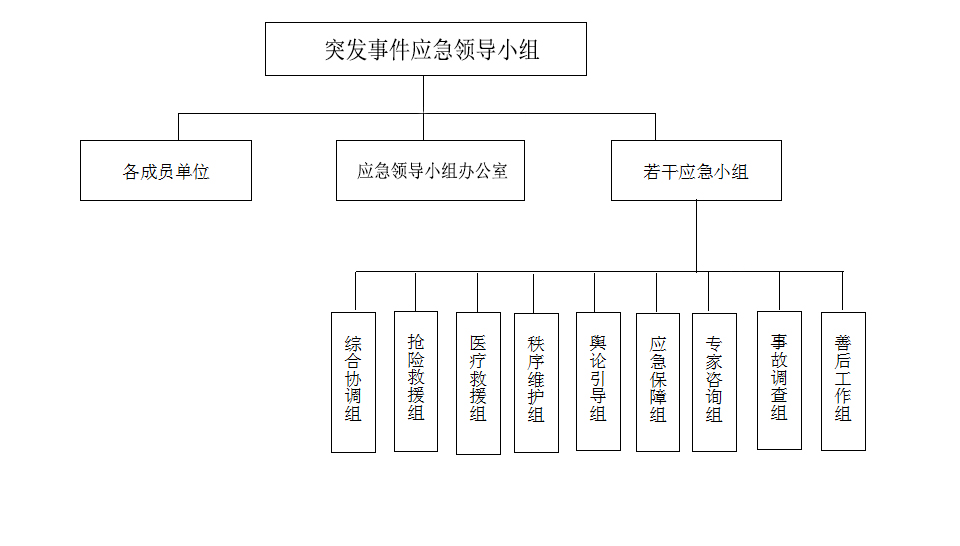 突发事件应急领导小组
各成员单位
应急领导小组办公室
若干应急小组
综合协调组
抢险救援组
医疗救援组
秩序维护组
舆论引导组
应急保障组
专家咨询组
事故调查组
善后工作组